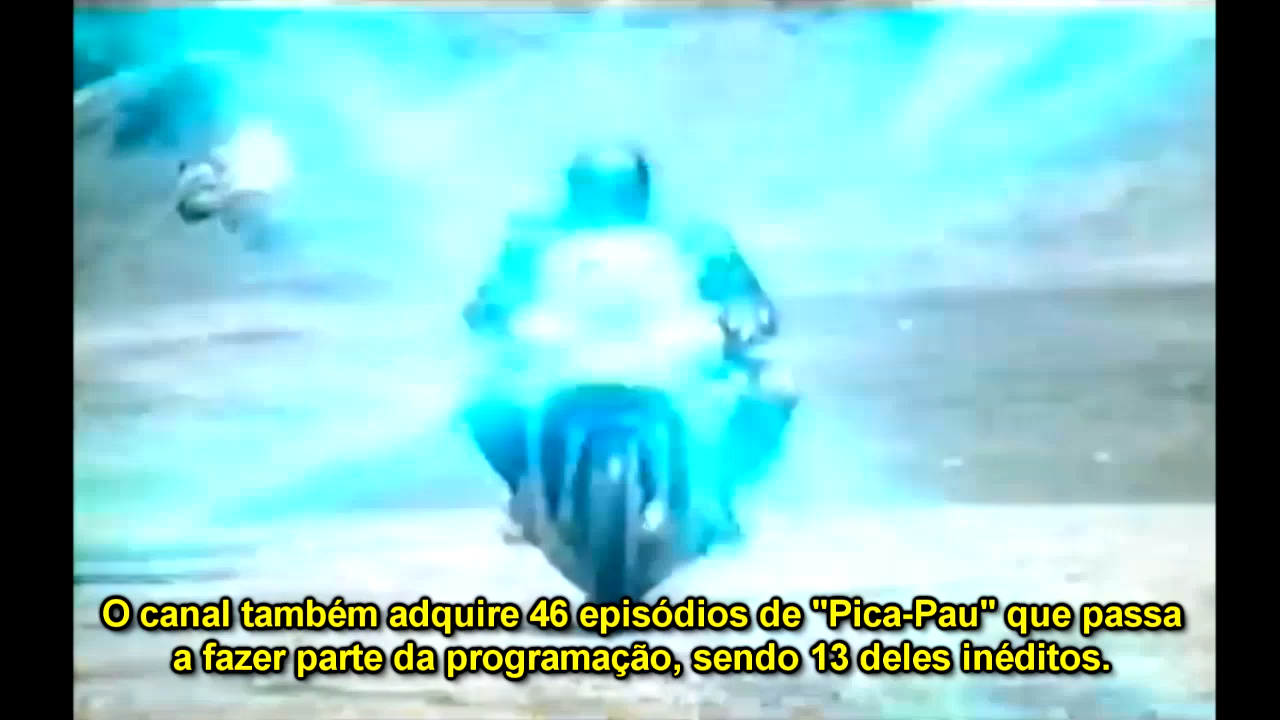 O canal também adquire 46 episódios de "Pica-Pau" que passa
a fazer parte da programação, sendo 13 deles inéditos.